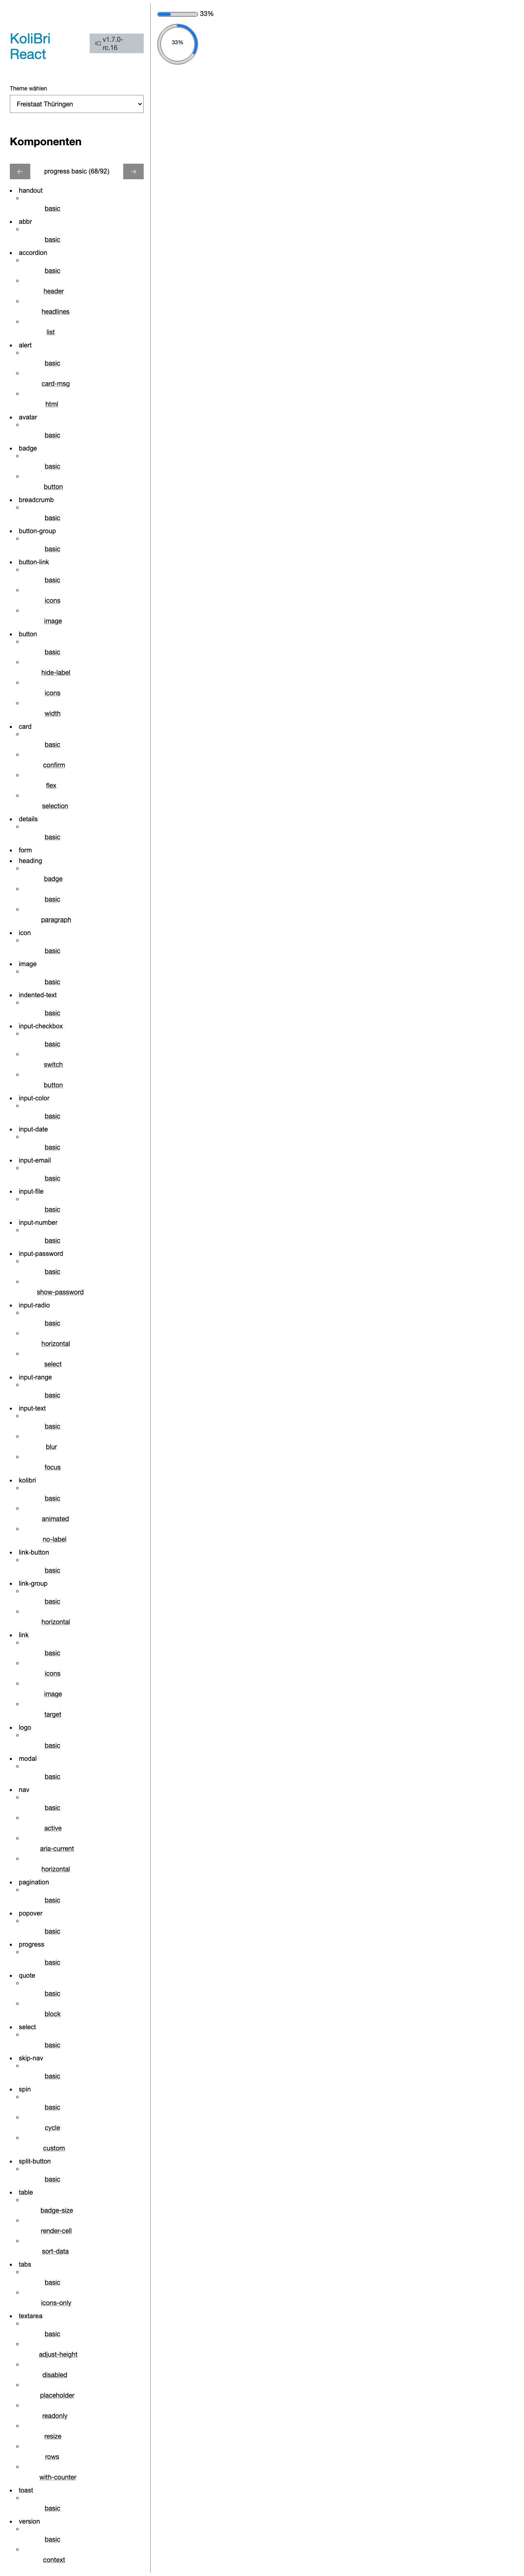 KoliBri
React
v1.7.0-
rc.16
Theme wählen
Freistaat Thüringen
Komponenten
← progress basic (68/92) →
handout
basic
abbr
basic
accordion
basic
header
headlines
list
alert
basic
card-msg
html
avatar
basic
badge
basic
button
breadcrumb
basic
button-group
basic
button-link
basic
icons
image
button
basic
hide-label
icons
width
card
basic
confirm
flex
selection
details
basic
form
heading
badge
basic
paragraph
icon
basic
image
basic
indented-text
basic
input-checkbox
basic
switch
button
input-color
basic
input-date
basic
input-email
basic
input-file
basic
input-number
basic
input-password
basic
show-password
input-radio
basic
horizontal
select
input-range
basic
input-text
basic
blur
focus
kolibri
basic
animated
no-label
link-button
basic
link-group
basic
horizontal
link
basic
icons
image
target
logo
basic
modal
basic
nav
basic
active
aria-current
horizontal
pagination
basic
popover
basic
progress
basic
quote
basic
block
select
basic
skip-nav
basic
spin
basic
cycle
custom
split-button
basic
table
badge-size
render-cell
sort-data
tabs
basic
icons-only
textarea
basic
adjust-height
disabled
placeholder
readonly
resize
rows
with-counter
toast
basic
version
basic
context
33%
33%